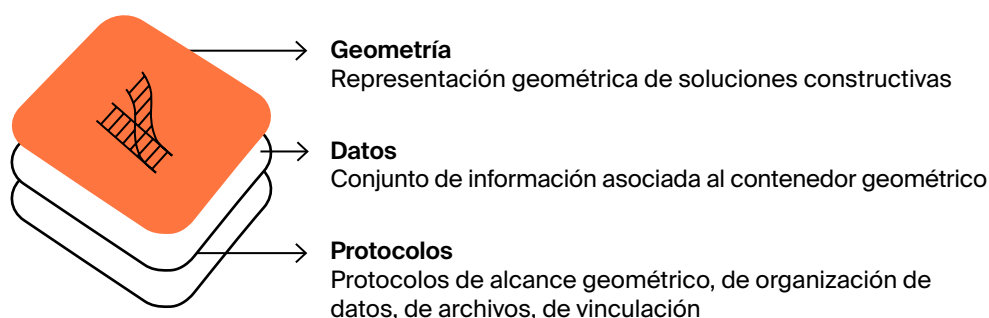 Geometría
Representación geométrica de soluciones constructivas
Datos
Conjunto de información asociada al contenedor geométrico
Protocolos
Protocolos de alcance geométrico, de organización de
datos, de archivos, de vinculación